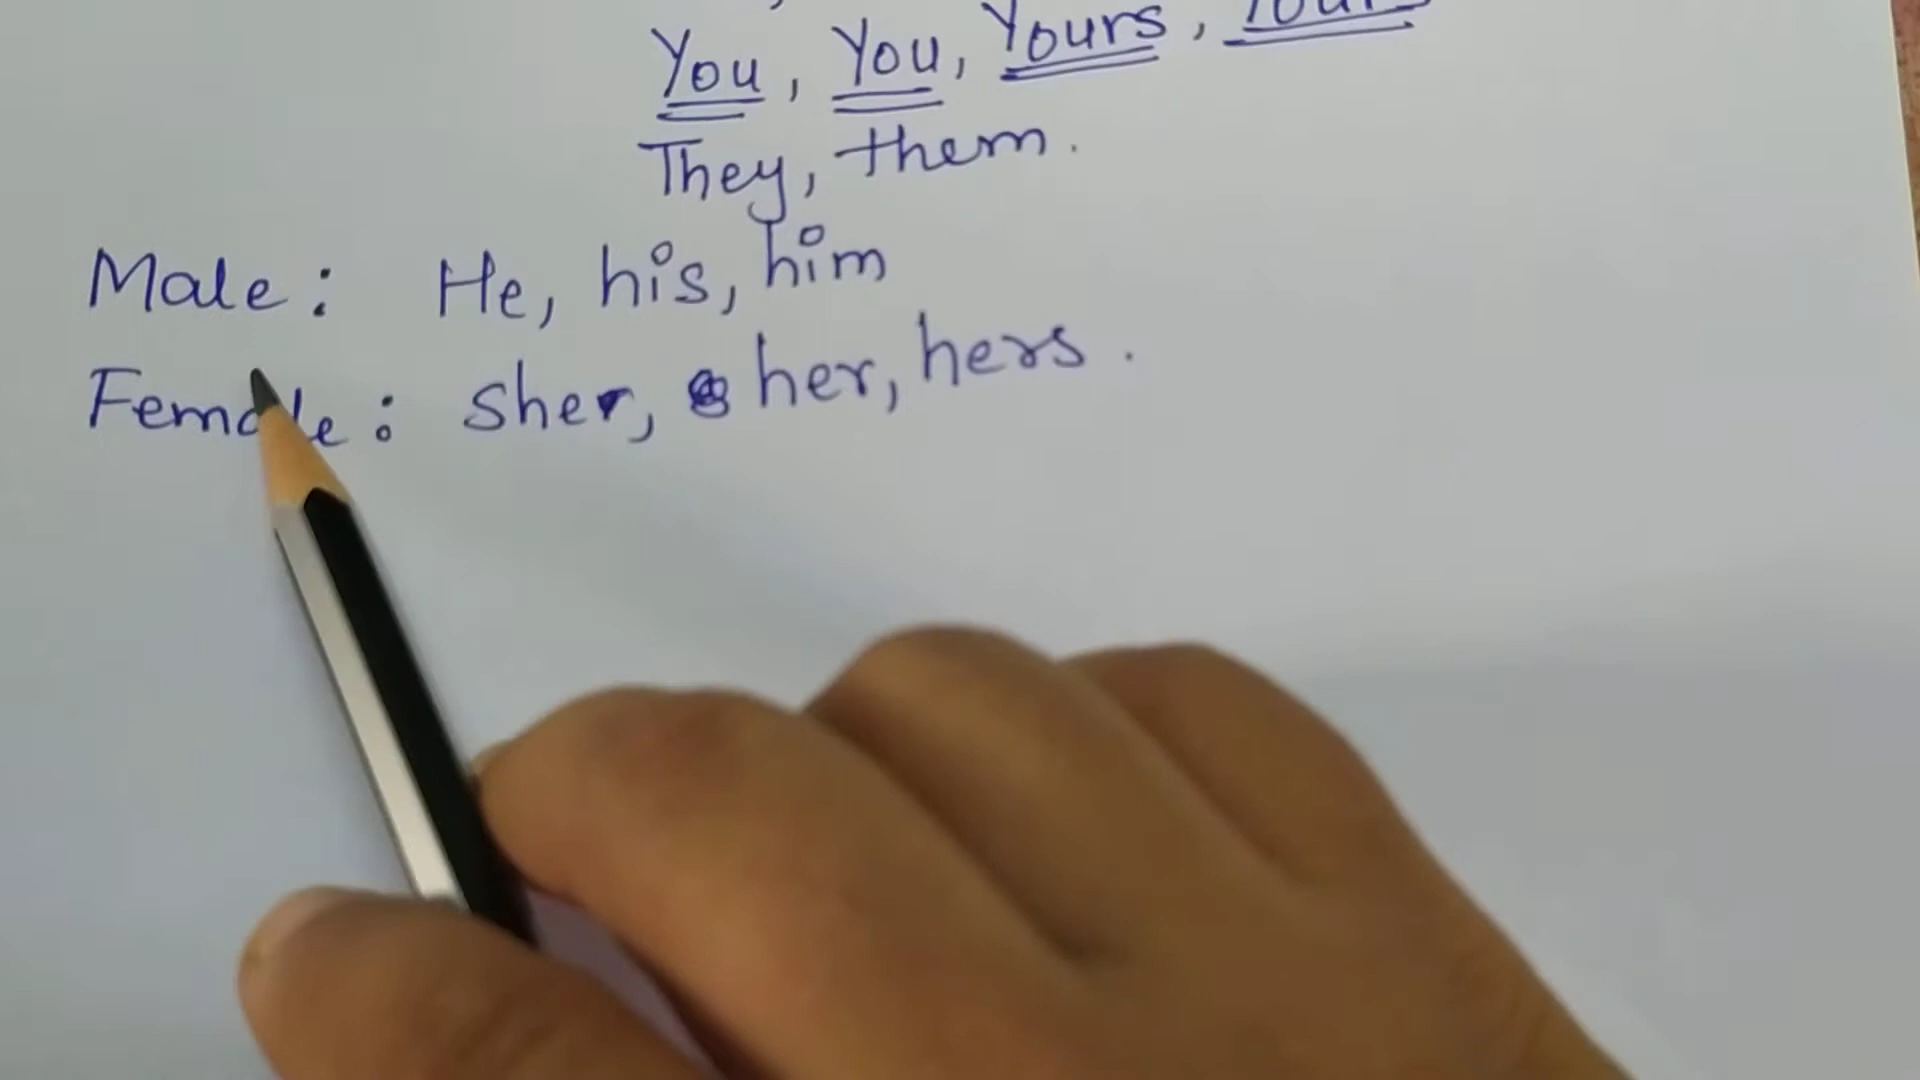 You, You, Yours,
They, them.
Male: He, his, him
Female: Sher, her, hers.